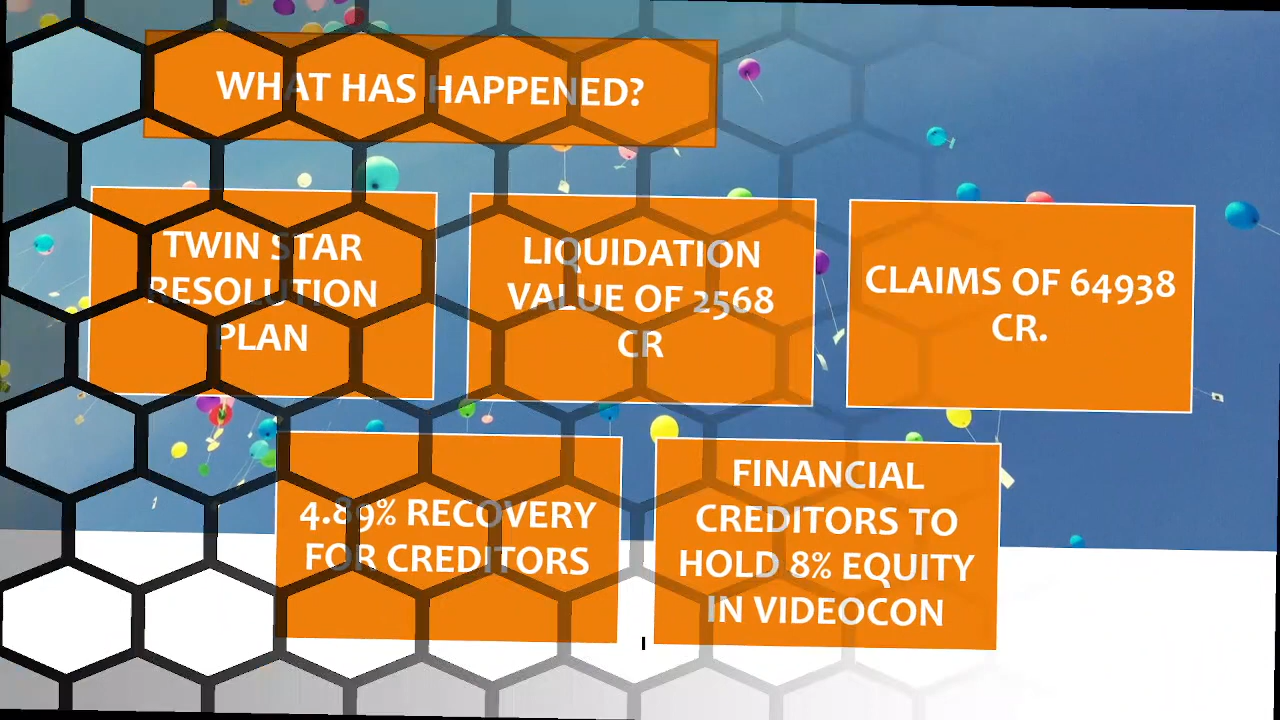 WHAT HAS HAPPENED?
TWIN STAR
RESOLUTION
PLAN
LIQUIDATION
VALUE OF 2568
CR
CLAIMS OF 64938
CR.
4.89% RECOVERY
FOR CREDITORS
FINANCIAL
CREDITORS TO
HOLD 8% EQUITY
IN VIDEOCON